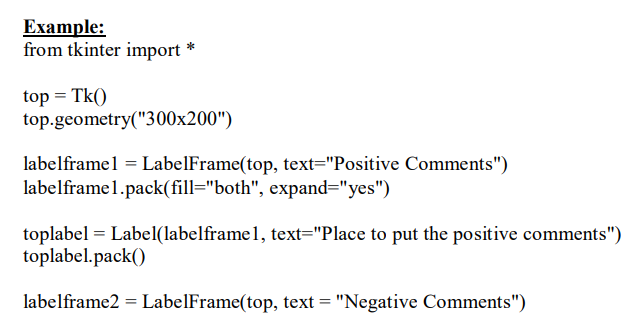 Example:
from tkinter import *
top = Tk()
top.geometry("300x200")
labelframe1 = LabelFrame(top, text="Positive Comments")
labelframe1.pack(fill="both", expand="yes")
toplabel = Label(labelframe1, text="Place to put the positive comments")
toplabel.pack()
labelframe2 = LabelFrame(top, text = "Negative Comments")